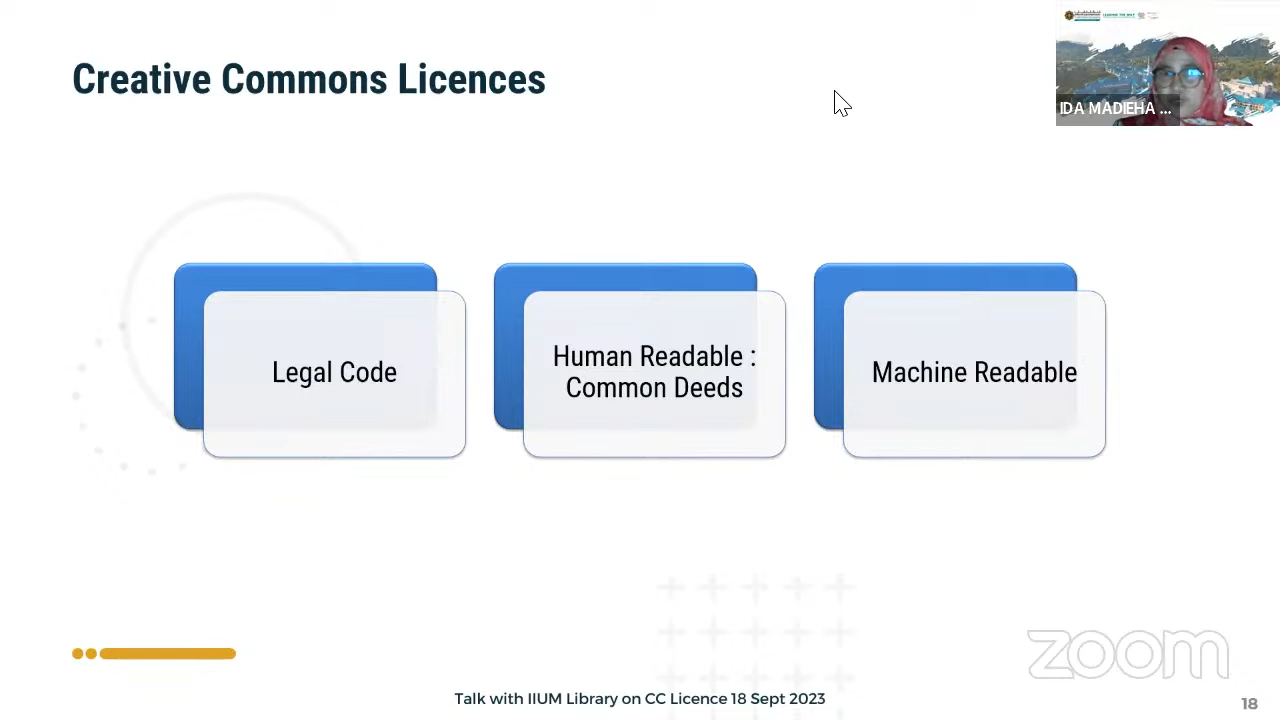 Creative Commons Licences
IDA MADIEHA ...
Legal Code
Human Readable :
Common Deeds
Machine Readable
zoom
Talk with IIUM Library on CC Licence 18 Sept 2023
18